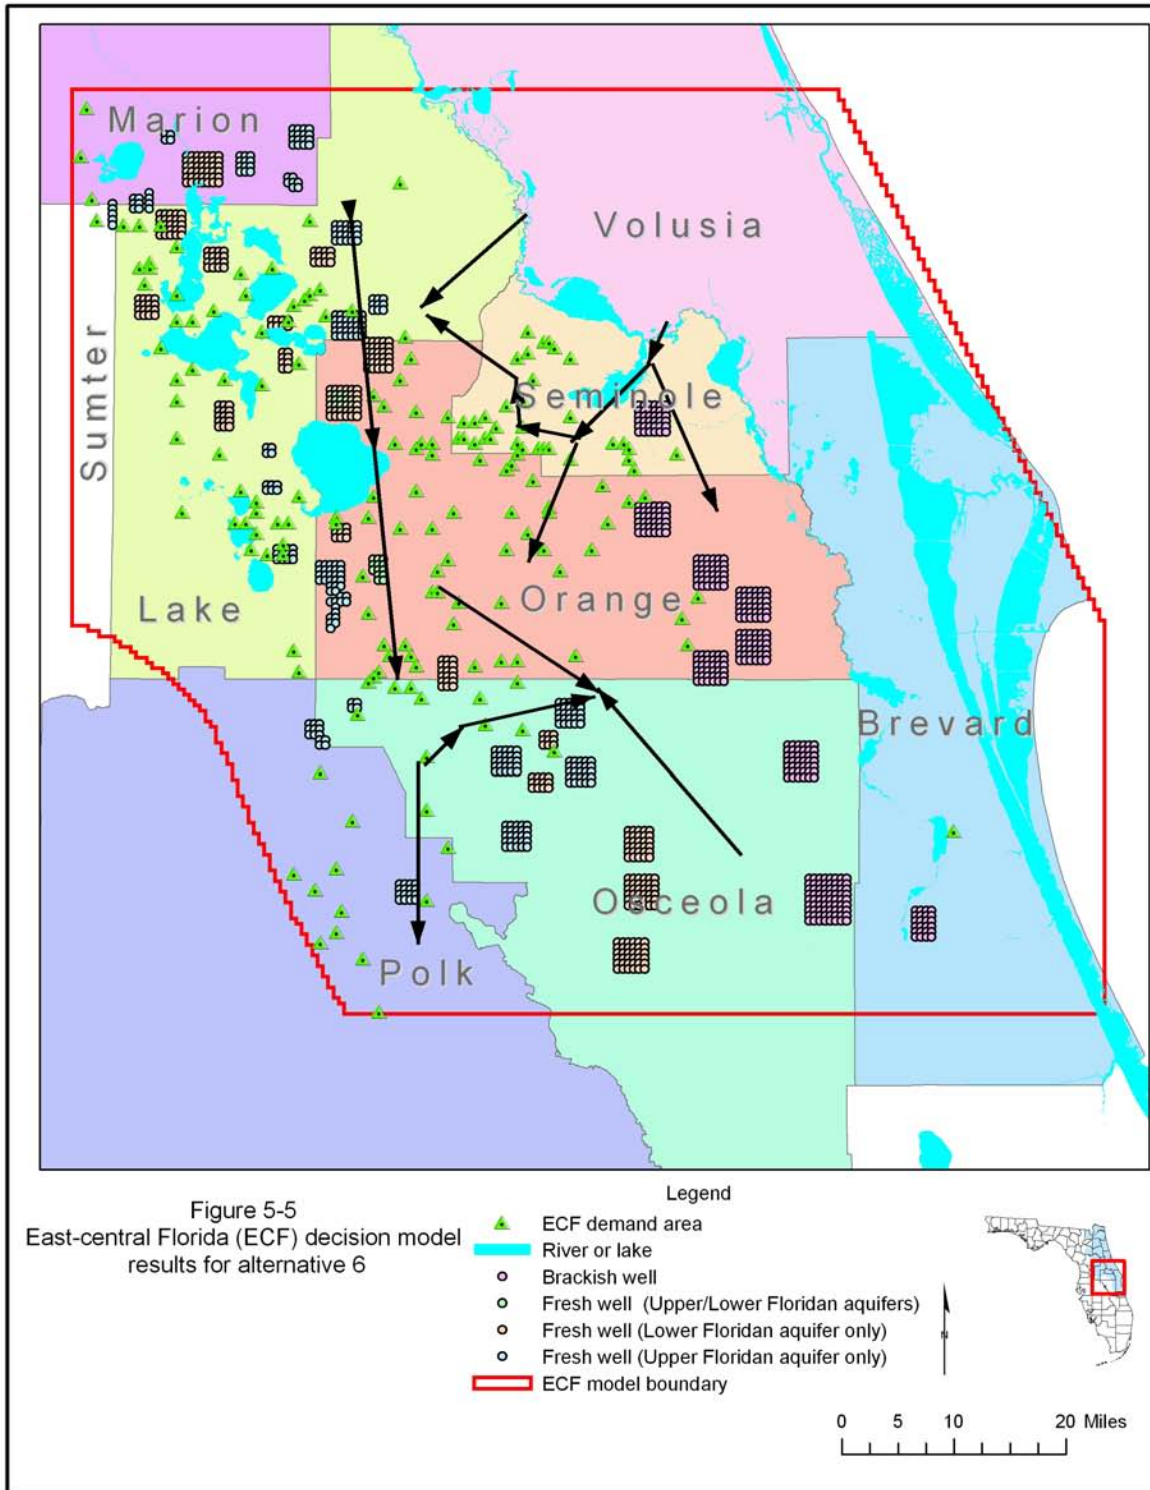 Marion
Volusia
Sumter
Seminole
Lake
Orange
Brevard
Osceola
Polk
Figure 5-5
East-central Florida (ECF) decision model
results for alternative 6
Legend
ECF demand area
River or lake
Brackish well
Fresh well (Upper/Lower Floridan aquifers)
Fresh well (Lower Floridan aquifer only)
Fresh well (Upper Floridan aquifer only)
ECF model boundary
N
0 5 10 20 Miles